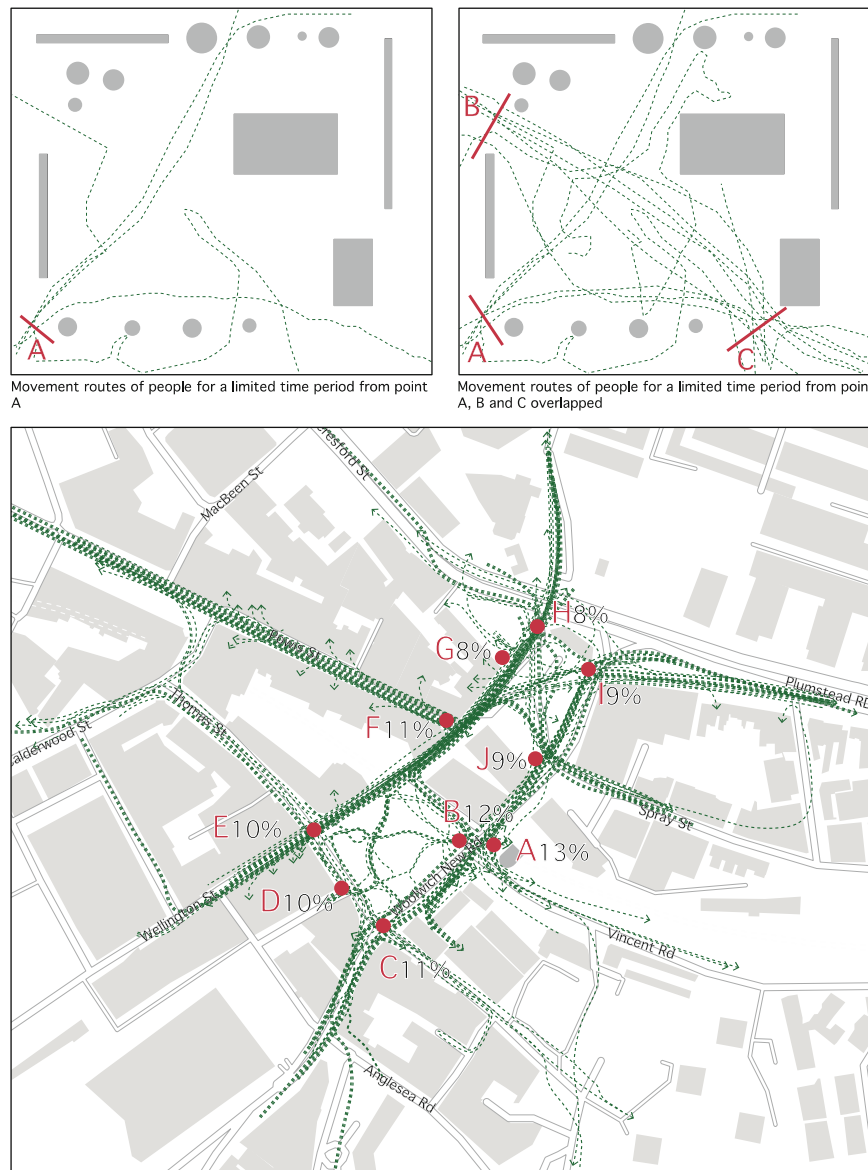 A
Movement routes of people for a limited time period from point
A
B
A
C
Movement routes of people for a limited time period from poin
A, B and C overlapped
eresford St
MacBeen St
H8%
G8%
Plumstead RD
I9%
F11%
Thomas St
alderwood St
J9%
B12%
Spray St
E10%
A13%
Woolwich New
D10%
Wellington St
Vincent Rd
C11%
Anglesea Rd